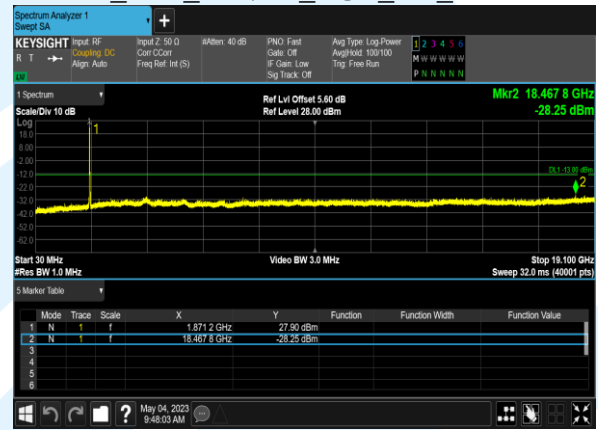 Spectrum Analyzer 1
Swept SA
KEYSIGHT
R T
LV
Input: RF
Coupling: DC
Align: Auto
Input Z: 50 Ω
Corr CCorr
Freq Ref: Int (S)
#Atten: 40 dB
PNO: Fast
Gate: Off
IF Gain: Low
Sig Track: Off
Avg Type: Log-Power
Avg|Hold: 100/100
Trig: Free Run
1 2 3 4 5 6
M W W W W W
P N N N N N
1 Spectrum
Scale/Div 10 dB
Log
Ref Lvl Offset 5.60 dB
Ref Level 28.00 dBm
Mkr2 18.467 8 GHz
-28.25 dBm
18.0
8.00
-2.00
-12.0
-22.0
-32.0
-42.0
-52.0
-62.0
1
DL1 -13.00 dBm
2
Start 30 MHz
#Res BW 1.0 MHz
Video BW 3.0 MHz
Stop 19.100 GHz
Sweep 32.0 ms (40001 pts)
5 Marker Table
Mode Trace Scale X Y Function Function Width Function Value
1 N 1 f 1.871 2 GHz 27.90 dBm
2 N 1 f 18.467 8 GHz -28.25 dBm
3
4
5
6
?
May 04, 2023
9:48:03 AM